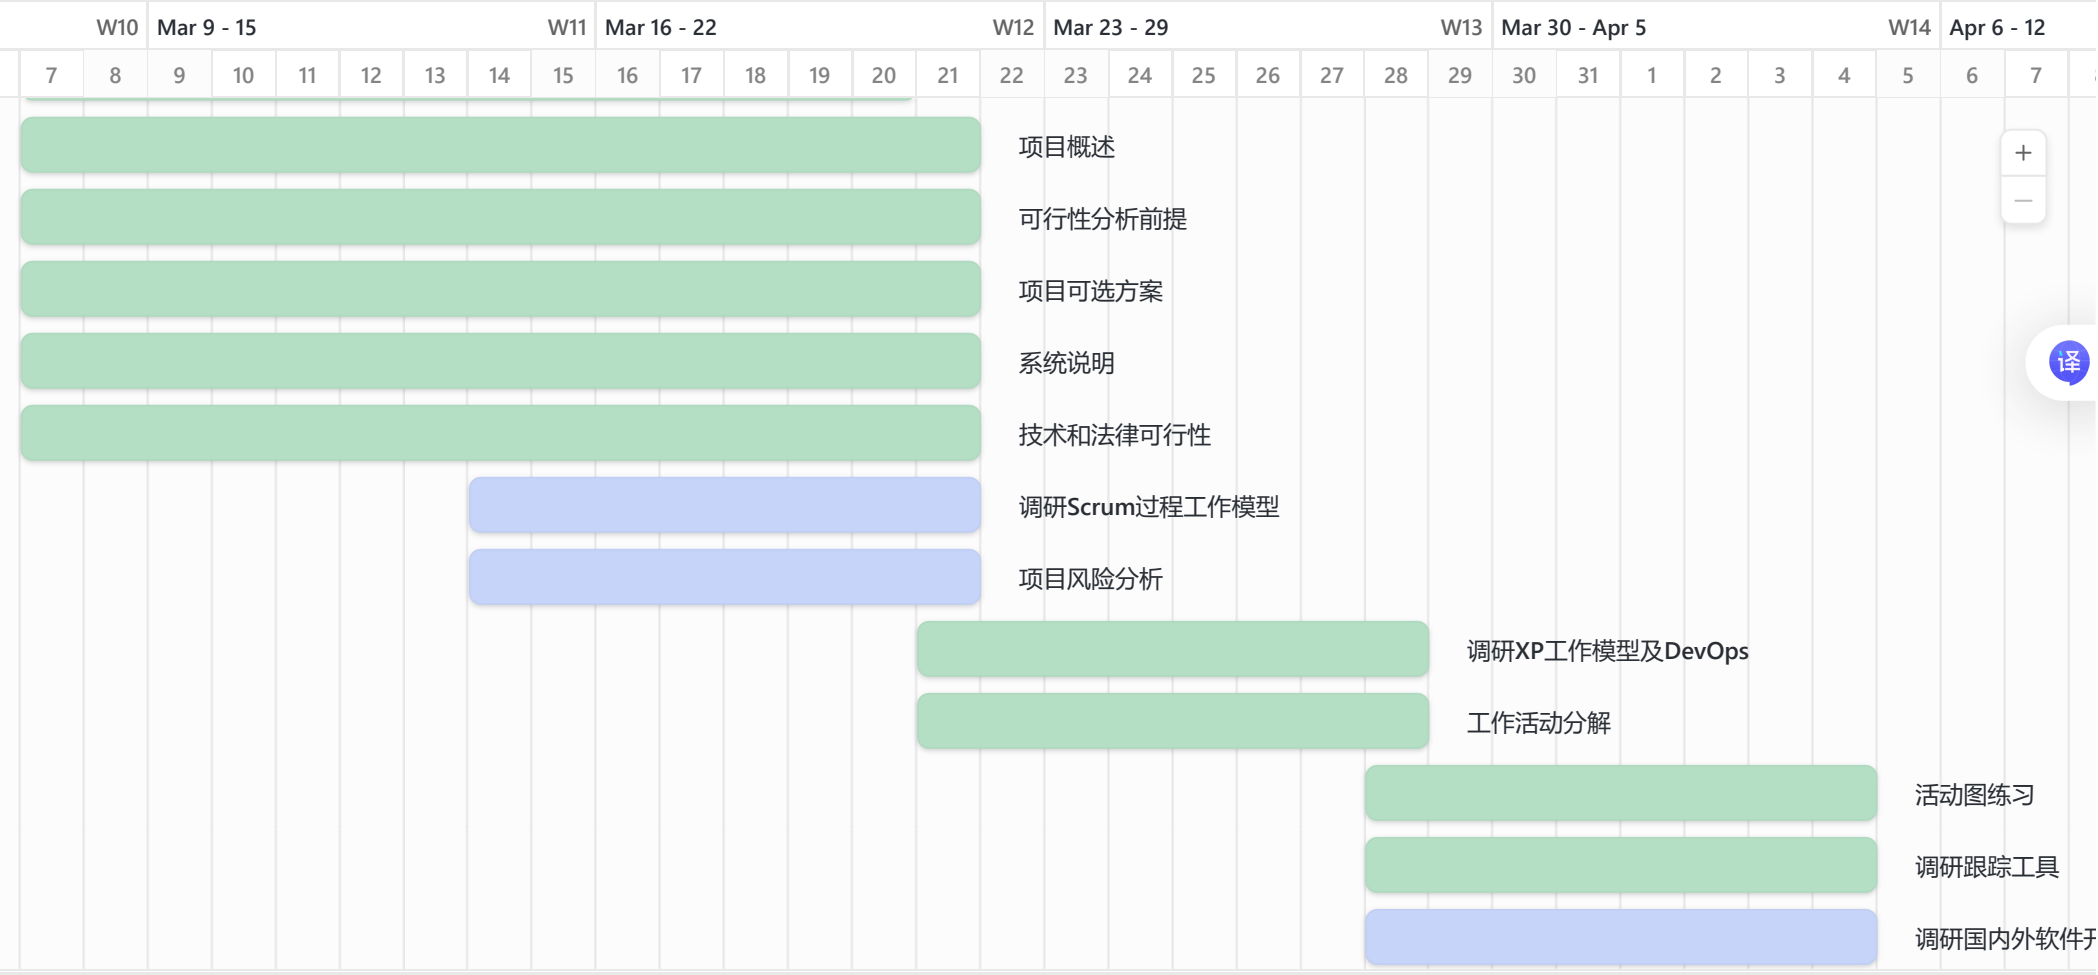 W10 Mar 9 - 15 W11 Mar 16 - 22 W12 Mar 23 - 29 W13 Mar 30 - Apr 5 W14 Apr 6 - 12
7 8 9 10 11 12 13 14 15 16 17 18 19 20 21 22 23 24 25 26 27 28 29 30 31 1 2 3 4 5 6 7
项目概述
+
可行性分析前提
−
项目可选方案
系统说明
译
技术和法律可行性
调研Scrum过程工作模型
项目风险分析
调研XP工作模型及DevOps
工作活动分解
活动图练习
调研跟踪工具
调研国内外软件开